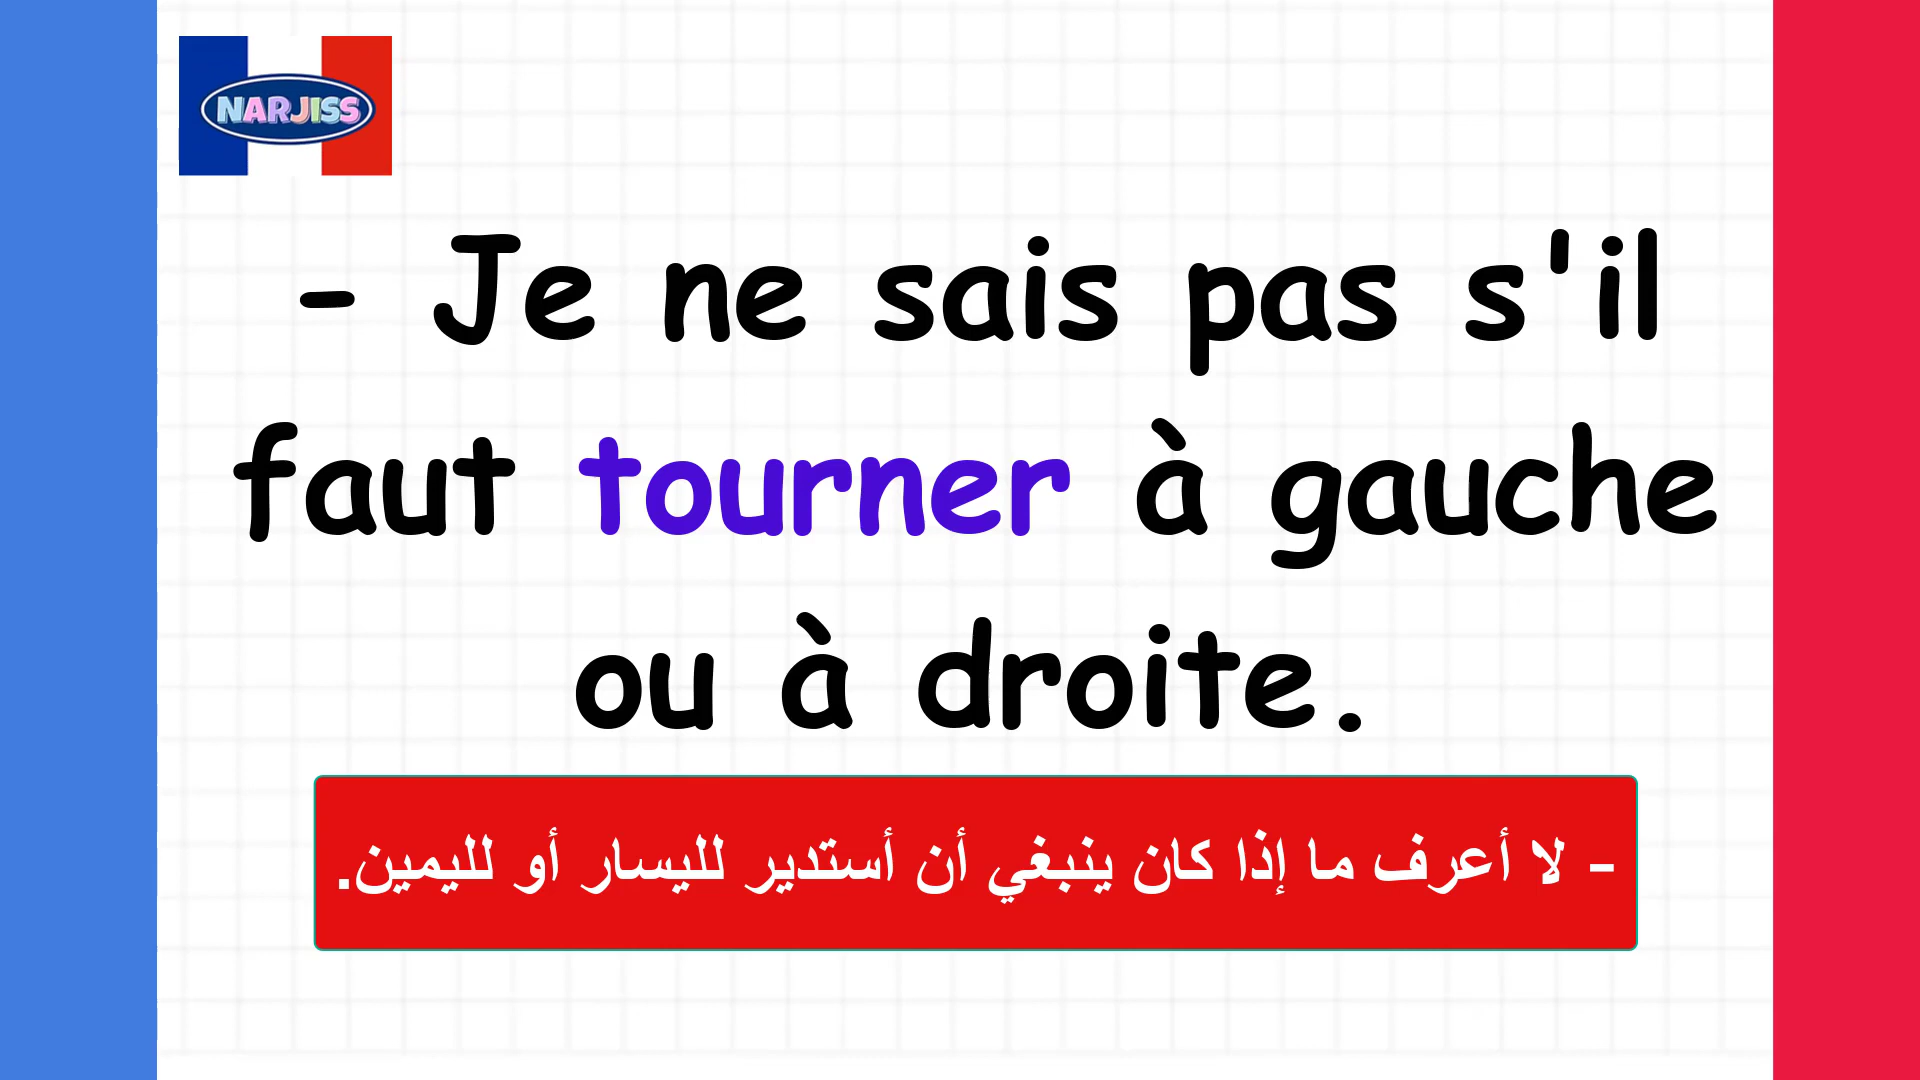 NARJISS
- Je ne sais pas s'il
faut tourner à gauche
ou à droite.
- لا أعرف ما إذا كان ينبغي أن أستدير لليسار أو لليمين.